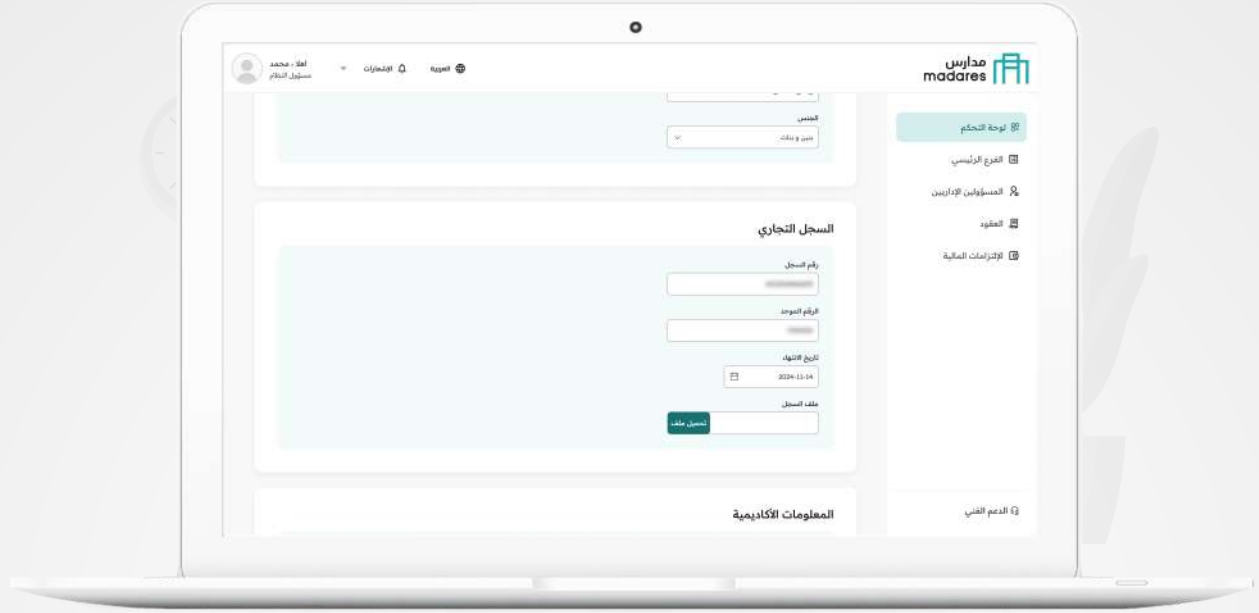 مدارس
madares
العربية
الإشعارات
اهلا ، محمد
مسؤول النظام
لوحة التحكم
الفرع الرئيسي
المسؤولين الإداريين
العقود
الإلتزامات المالية
الدعم الفني
الجنس
بنين و بنات
السجل التجاري
رقم السجل
الرقم الموحد
تاريخ الانتهاء
2024-11-14
ملف السجل
تحميل ملف
المعلومات الأكاديمية